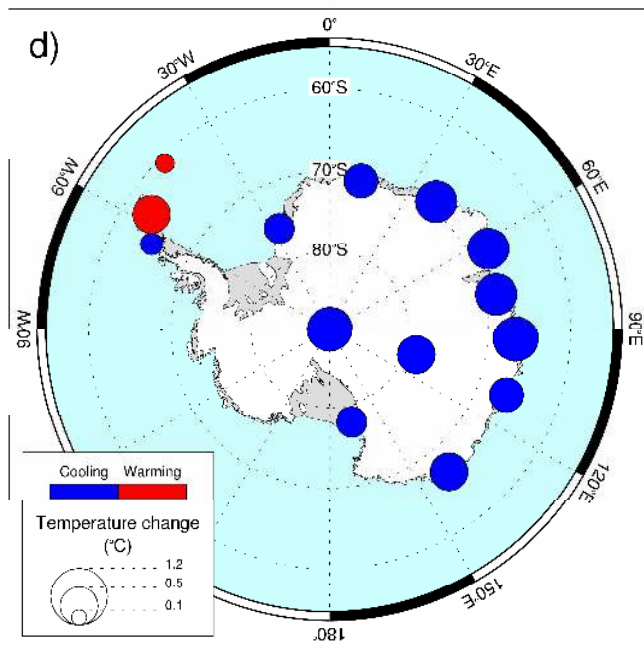 d)
0°
30°W
30°E
60°S
60°W
60°E
70°S
80°S
90°W
90°E
120°E
150°E
180°
Cooling Warming
Temperature change
(°C)
1.2
0.5
0.1